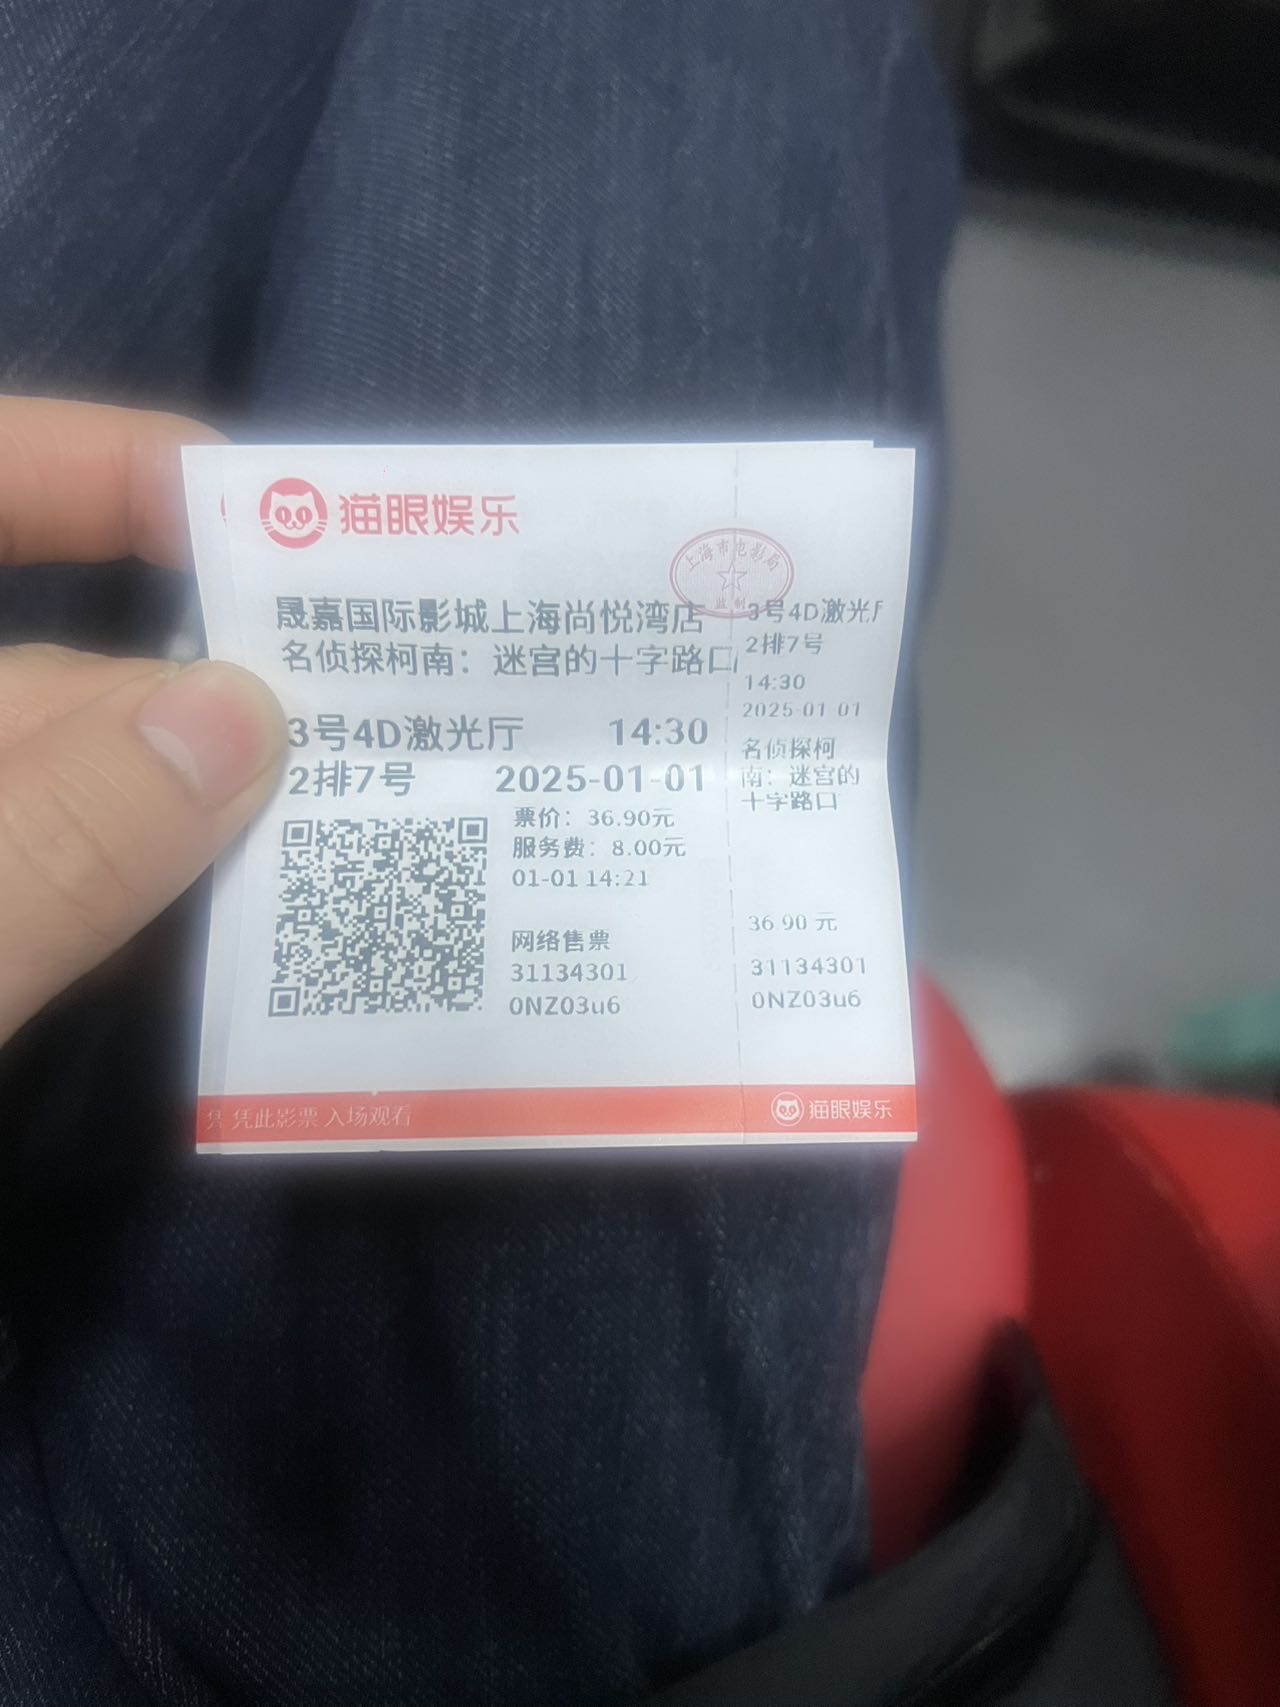 猫眼娱乐
上海市电影局
监制
晟嘉国际影城上海尚悦湾店
名侦探柯南：迷宫的十字路口
3号4D激光厅 14:30
2排7号 2025-01-01
票价：36.90元
服务费：8.00元
01-01 14:21
网络售票
31134301
0NZ03u6
3号4D激光厅
2排7号
14:30
2025-01-01
名侦探柯
南：迷宫的
十字路口
36.90 元
31134301
0NZ03u6
凭 凭此影票 入场观看
猫眼娱乐